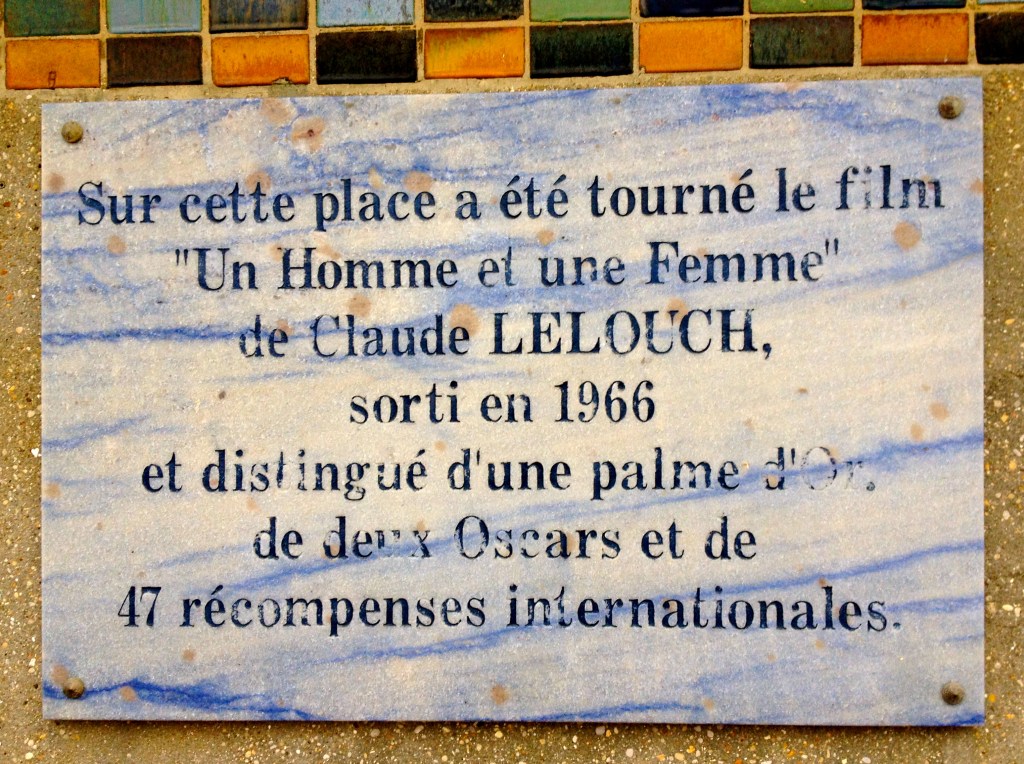 Sur cette place a été tourné le film
"Un Homme et une Femme"
de Claude LELOUCH,
sorti en 1966
et distingué d'une palme d'Or,
de deux Oscars et de
47 récompenses internationales.